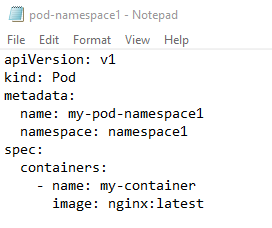 pod-namespace1 - Notepad
File Edit Format View Help
apiVersion: v1
kind: Pod
metadata:
  name: my-pod-namespace1
  namespace: namespace1
spec:
  containers:
    - name: my-container
      image: nginx:latest